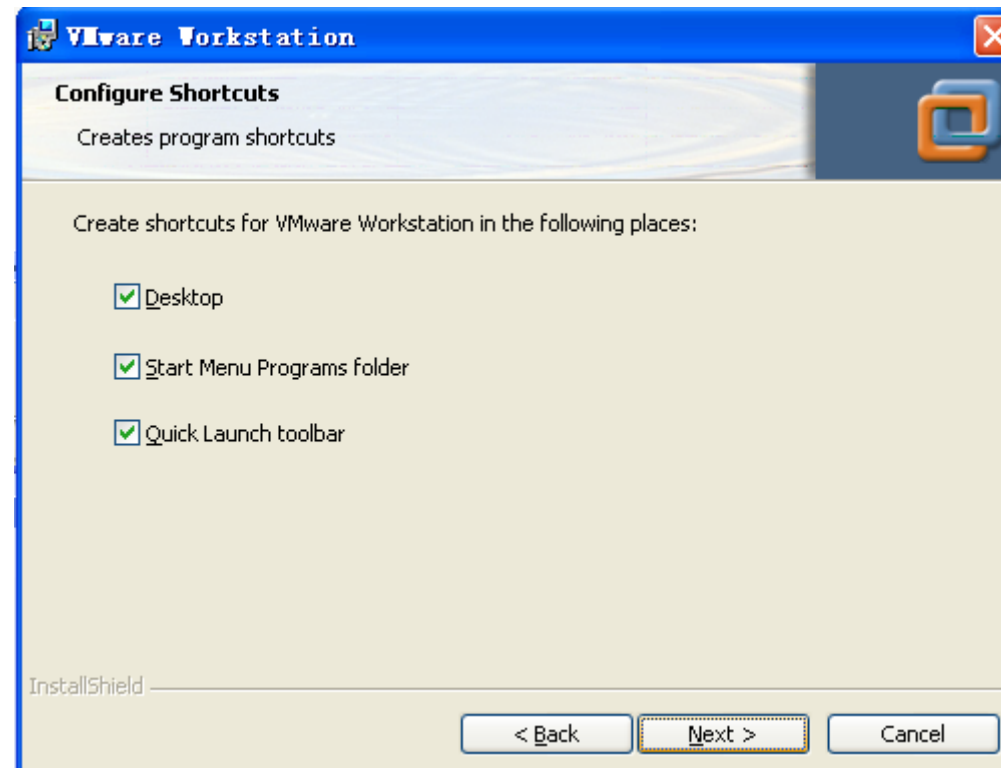 VMware Workstation
Configure Shortcuts
Creates program shortcuts
Create shortcuts for VMware Workstation in the following places:
Desktop
Start Menu Programs folder
Quick Launch toolbar
InstallShield
< Back
Next >
Cancel